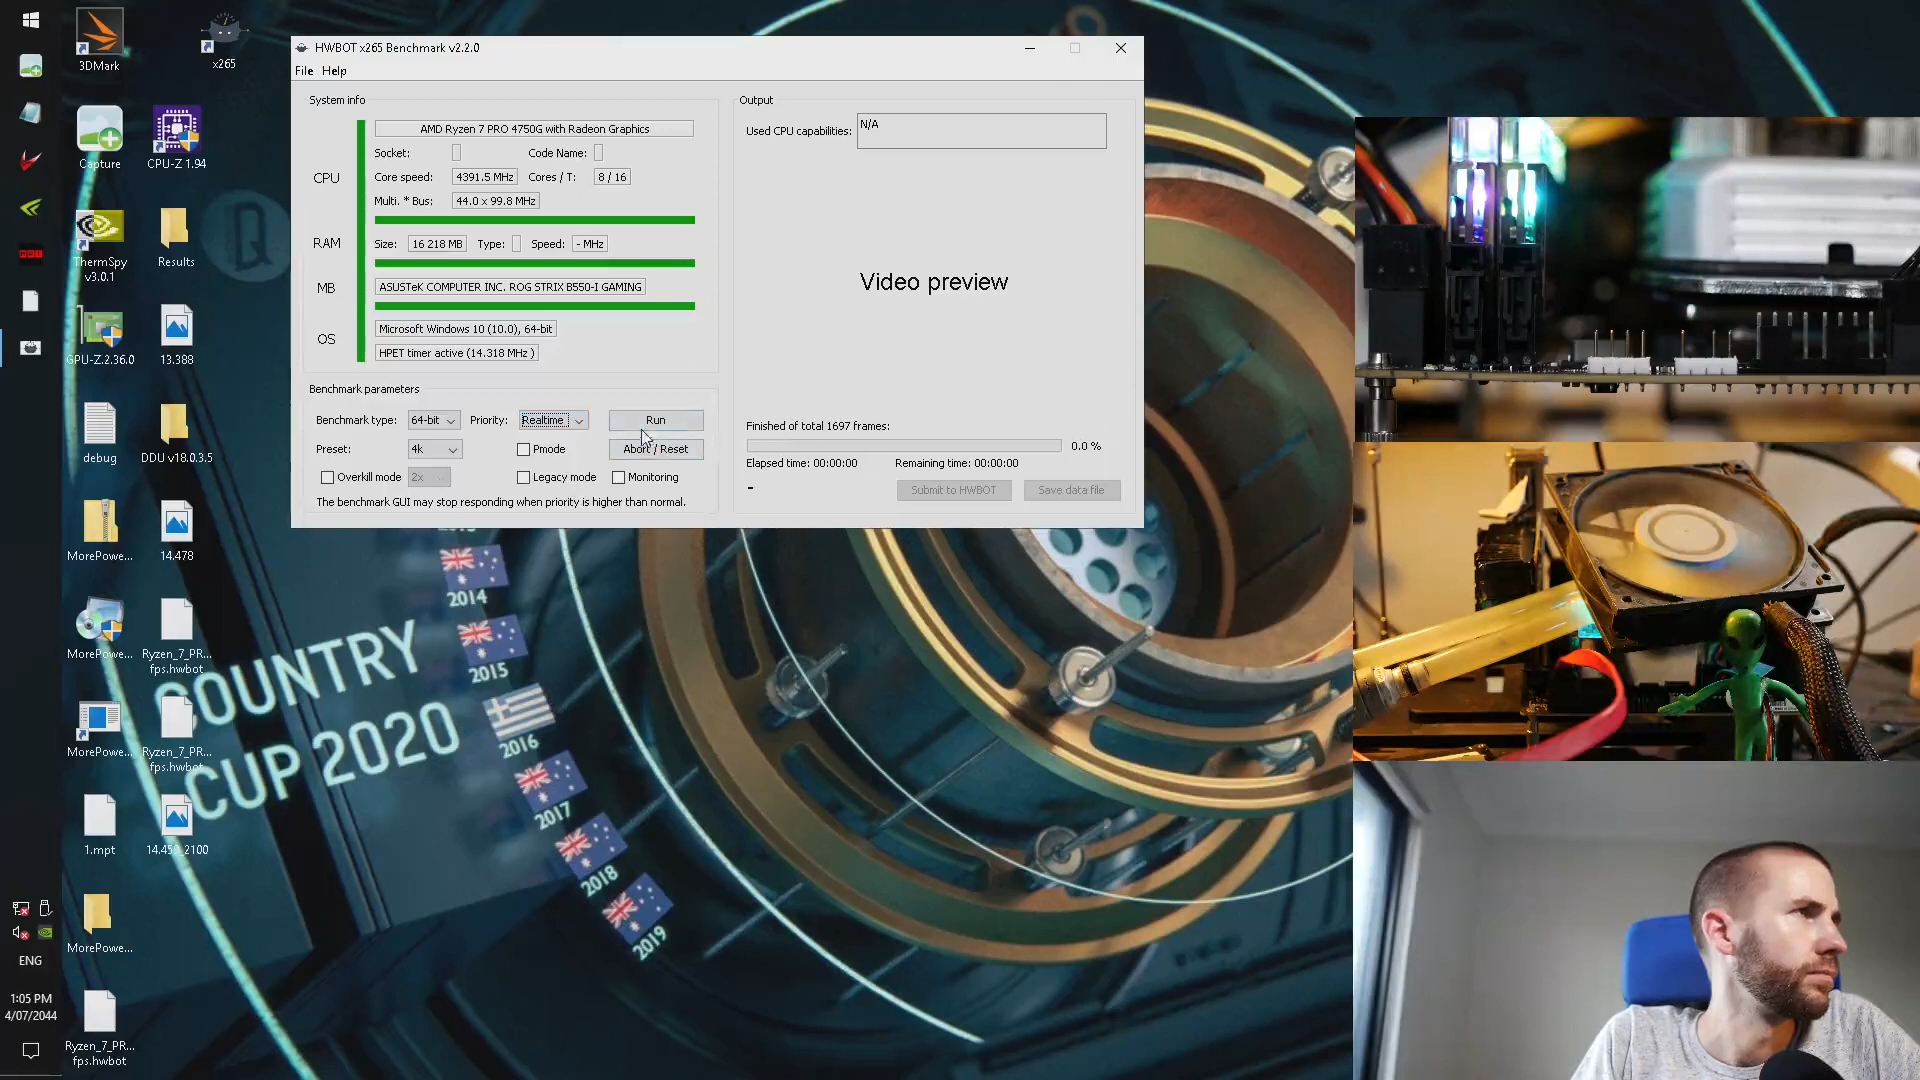 3DMark
x265
Capture
CPU-Z 1.94
ThermSpy
v3.0.1
Results
GPU-Z.2.36.0
13.388
debug
DDU v18.0.3.5
MorePowe...
14.478
MorePowe...
Ryzen_7_PR...
fps.hwbot
MorePowe...
Ryzen_7_PR...
fps.hwbot
1.mpt
14.459_2100
MorePowe...
Ryzen_7_PR...
fps.hwbot
ENG
1:05 PM
4/07/2044
HWBOT x265 Benchmark v2.2.0
File Help
System info
CPU
AMD Ryzen 7 PRO 4750G with Radeon Graphics
Socket: Code Name:
Core speed: 4391.5 MHz Cores / T: 8 / 16
Multi. * Bus: 44.0 x 99.8 MHz
RAM Size: 16 218 MB Type: Speed: - MHz
MB ASUSTeK COMPUTER INC. ROG STRIX B550-I GAMING
OS Microsoft Windows 10 (10.0), 64-bit
HPET timer active (14.318 MHz )
Benchmark parameters
Benchmark type: 64-bit Priority: Realtime Run
Preset: 4k Pmode Abort / Reset
Overkill mode 2x Legacy mode Monitoring
The benchmark GUI may stop responding when priority is higher than normal.
Output
Used CPU capabilities: N/A
Video preview
Finished of total 1697 frames:
0.0 %
Elapsed time: 00:00:00 Remaining time: 00:00:00
-
Submit to HWBOT Save data file
2014
2015
2016
2017
2018
2019
COUNTRY
CUP 2020